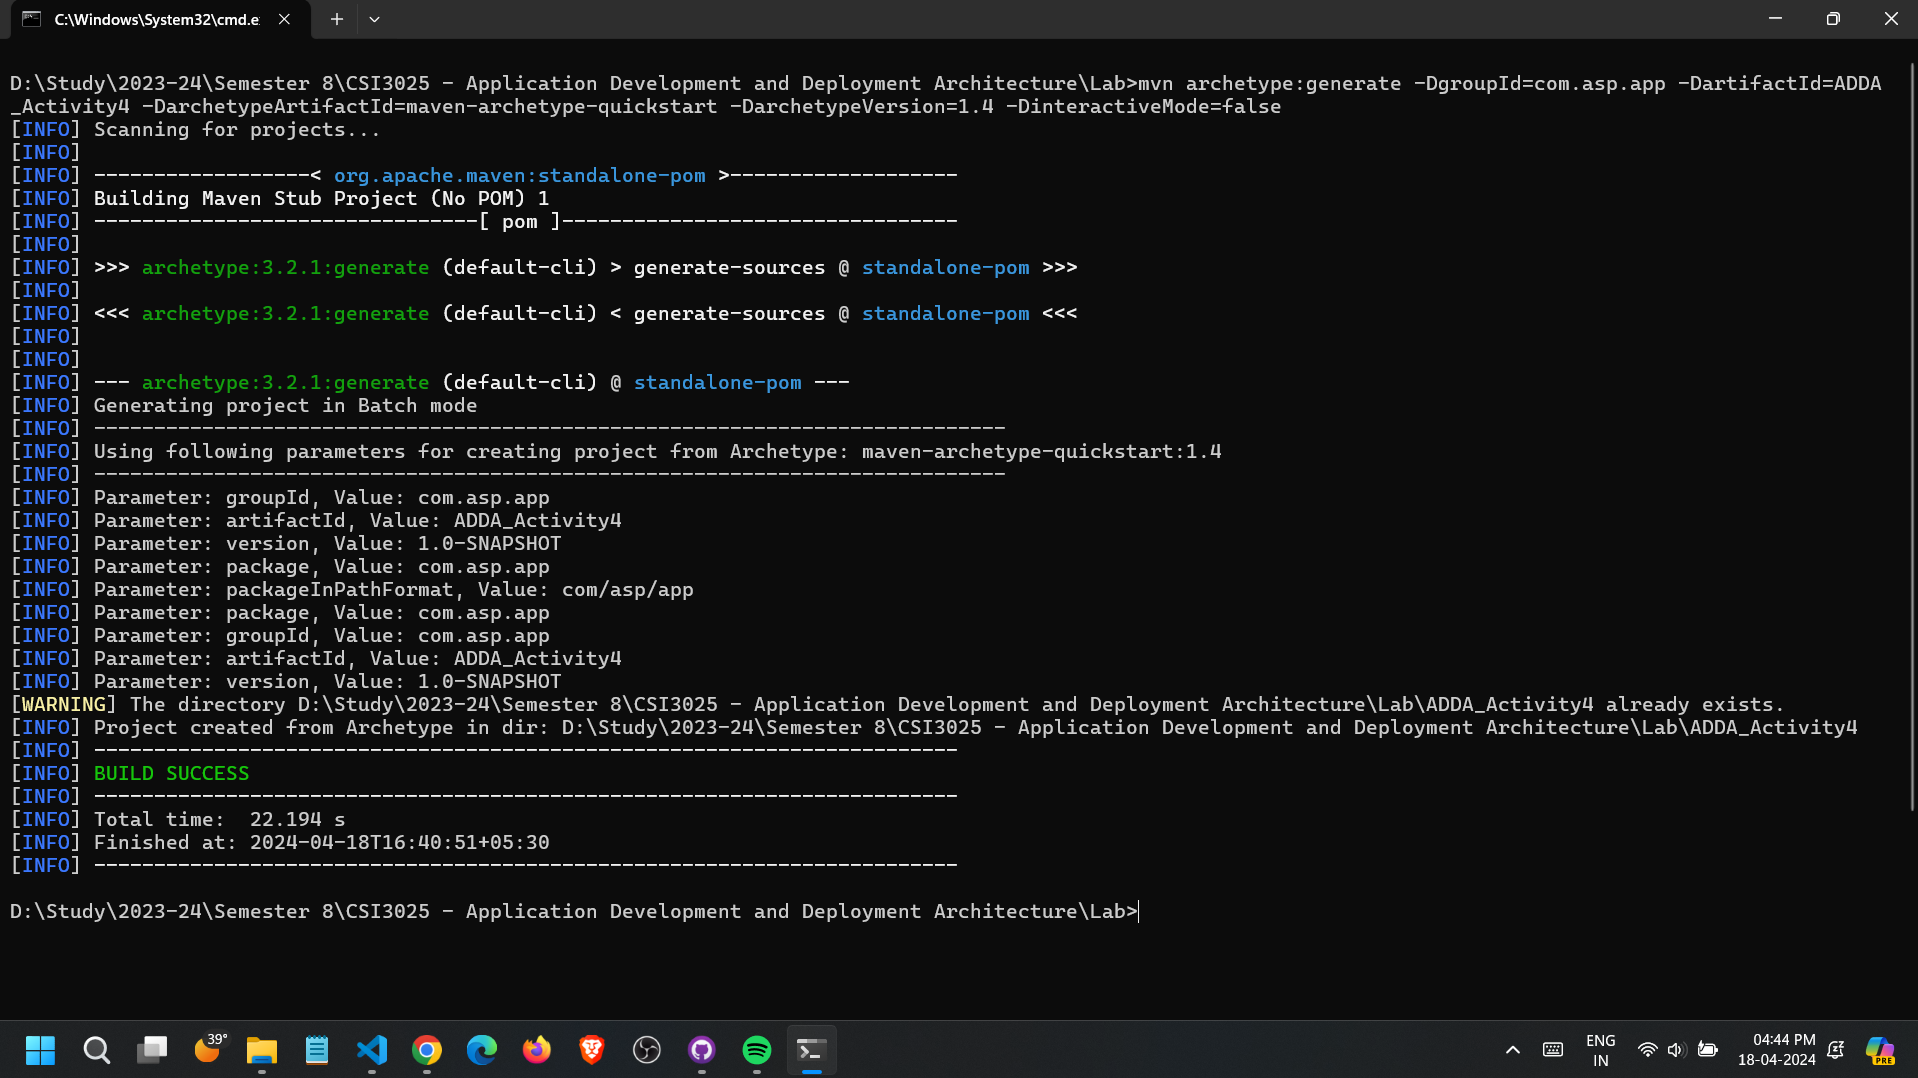 C:\Windows\System32\cmd.e
D:\Study\2023-24\Semester 8\CSI3025 - Application Development and Deployment Architecture\Lab>mvn archetype:generate -DgroupId=com.asp.app -DartifactId=ADDA
_Activity4 -DarchetypeArtifactId=maven-archetype-quickstart -DarchetypeVersion=1.4 -DinteractiveMode=false
[INFO] Scanning for projects...
[INFO]
[INFO] ------------------< org.apache.maven:standalone-pom >-------------------
[INFO] Building Maven Stub Project (No POM) 1
[INFO] --------------------------------[ pom ]---------------------------------
[INFO]
[INFO] >>> archetype:3.2.1:generate (default-cli) > generate-sources @ standalone-pom >>>
[INFO]
[INFO] <<< archetype:3.2.1:generate (default-cli) < generate-sources @ standalone-pom <<<
[INFO]
[INFO]
[INFO] --- archetype:3.2.1:generate (default-cli) @ standalone-pom ---
[INFO] Generating project in Batch mode
[INFO] ----------------------------------------------------------------------------
[INFO] Using following parameters for creating project from Archetype: maven-archetype-quickstart:1.4
[INFO] ----------------------------------------------------------------------------
[INFO] Parameter: groupId, Value: com.asp.app
[INFO] Parameter: artifactId, Value: ADDA_Activity4
[INFO] Parameter: version, Value: 1.0-SNAPSHOT
[INFO] Parameter: package, Value: com.asp.app
[INFO] Parameter: packageInPathFormat, Value: com/asp/app
[INFO] Parameter: package, Value: com.asp.app
[INFO] Parameter: groupId, Value: com.asp.app
[INFO] Parameter: artifactId, Value: ADDA_Activity4
[INFO] Parameter: version, Value: 1.0-SNAPSHOT
[WARNING] The directory D:\Study\2023-24\Semester 8\CSI3025 - Application Development and Deployment Architecture\Lab\ADDA_Activity4 already exists.
[INFO] Project created from Archetype in dir: D:\Study\2023-24\Semester 8\CSI3025 - Application Development and Deployment Architecture\Lab\ADDA_Activity4
[INFO] ------------------------------------------------------------------------
[INFO] BUILD SUCCESS
[INFO] ------------------------------------------------------------------------
[INFO] Total time:  22.194 s
[INFO] Finished at: 2024-04-18T16:40:51+05:30
[INFO] ------------------------------------------------------------------------
D:\Study\2023-24\Semester 8\CSI3025 - Application Development and Deployment Architecture\Lab>
39°
ENG
IN
04:44 PM
18-04-2024
PRE